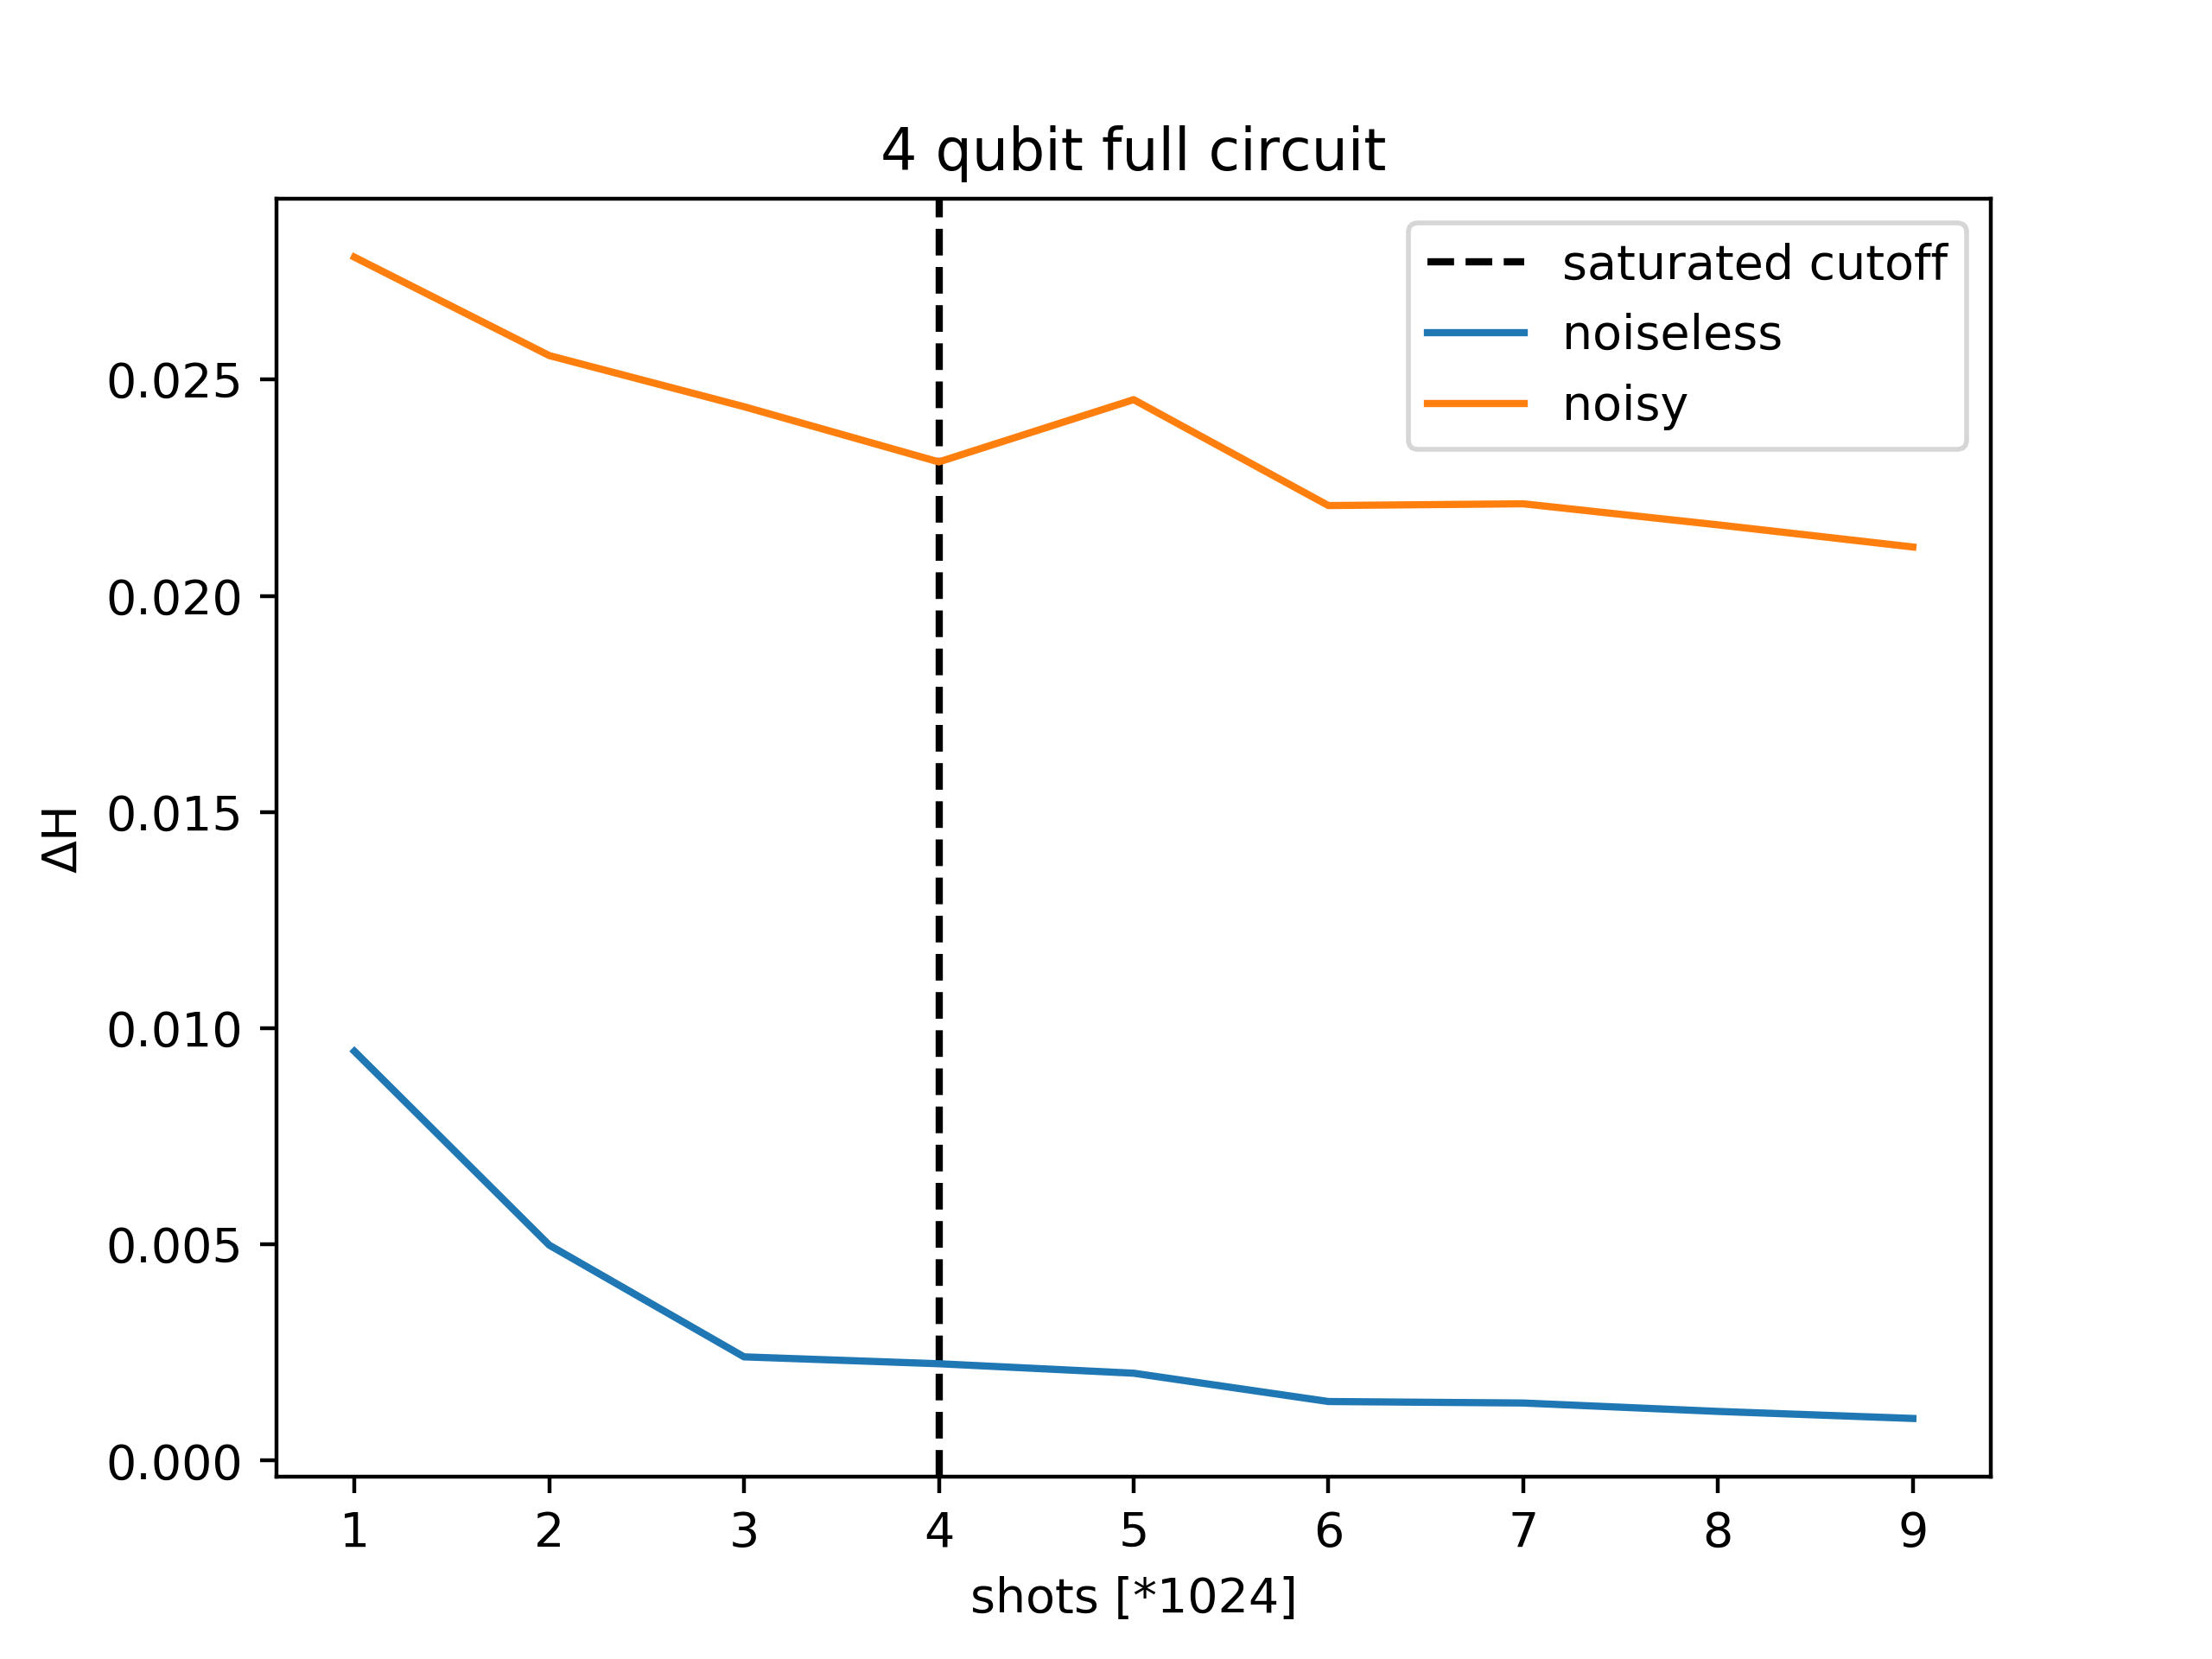 4 qubit full circuit
saturated cutoff
noiseless
noisy
0.025
0.020
0.015
0.010
0.005
0.000
ΔH
1 2 3 4 5 6 7 8 9
shots [*1024]